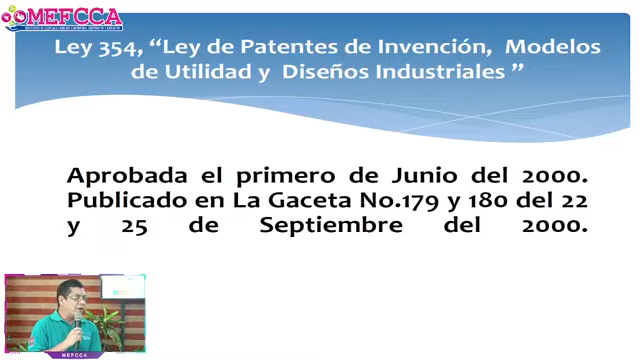 MEFCCA
Ley 354, “Ley de Patentes de Invención, Modelos
de Utilidad y Diseños Industriales ”
Aprobada el primero de Junio del 2000.
Publicado en La Gaceta No.179 y 180 del 22
y 25 de Septiembre del 2000.
MEFCCA